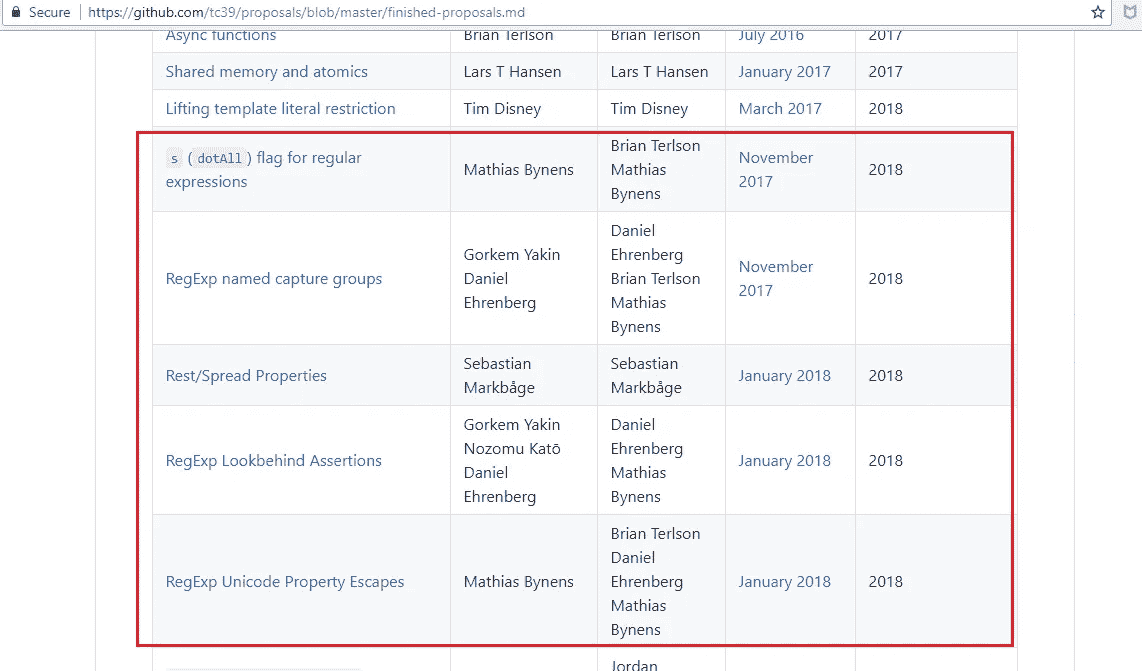 Secure https://github.com/tc39/proposals/blob/master/finished-proposals.md
Async functions Brian Terlson Brian Terlson July 2016 2017
Shared memory and atomics Lars T Hansen Lars T Hansen January 2017 2017
Lifting template literal restriction Tim Disney Tim Disney March 2017 2018
s (dotAll) flag for regular
expressions
Mathias Bynens
Brian Terlson
Mathias
Bynens
November
2017
2018
RegExp named capture groups
Gorkem Yakin
Daniel
Ehrenberg
Daniel
Ehrenberg
Brian Terlson
Mathias
Bynens
November
2017
2018
Rest/Spread Properties
Sebastian
Markbåge
Sebastian
Markbåge
January 2018
2018
RegExp Lookbehind Assertions
Gorkem Yakin
Nozomu Katō
Daniel
Ehrenberg
Daniel
Ehrenberg
Mathias
Bynens
January 2018
2018
RegExp Unicode Property Escapes
Mathias Bynens
Brian Terlson
Daniel
Ehrenberg
Mathias
Bynens
January 2018
2018
Jordan